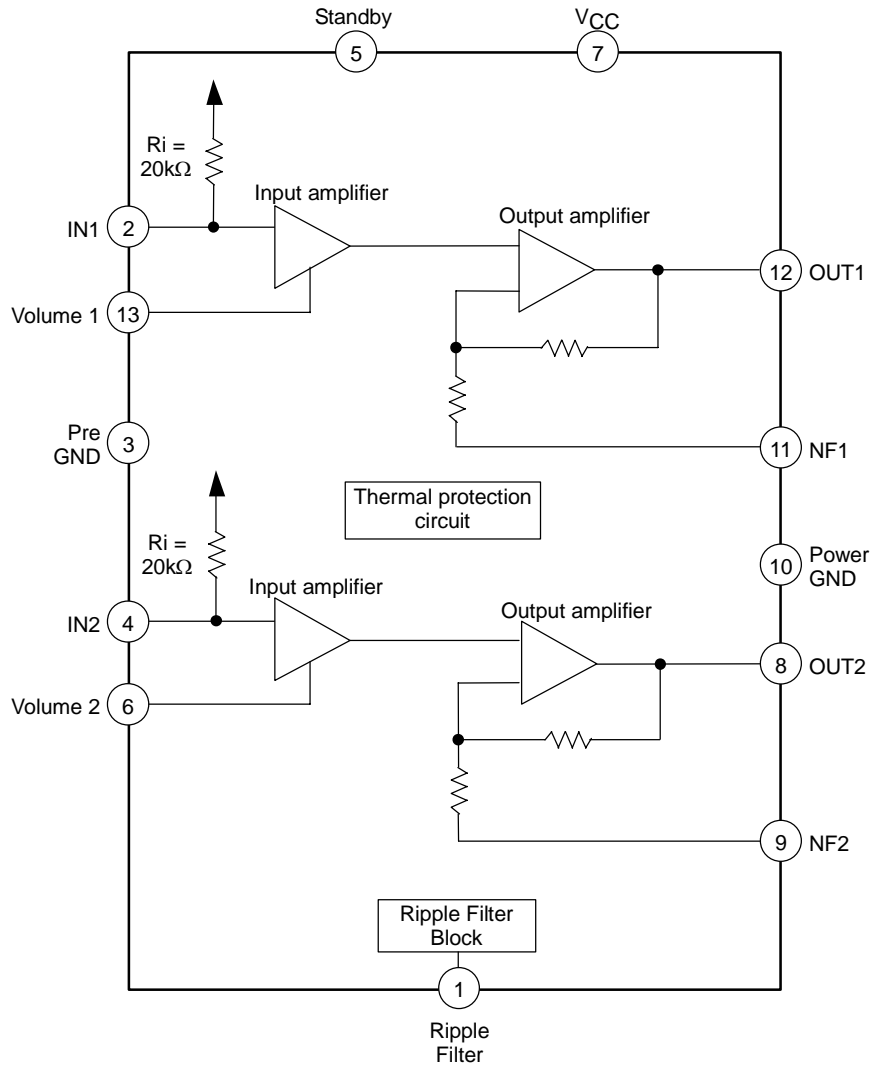 Standby
VCC
5
7
Ri =
20kΩ
Input amplifier
Output amplifier
IN1
2
12
OUT1
Volume 1
13
Pre
GND
3
11
NF1
Thermal protection
circuit
Ri =
20kΩ
10
Power
GND
Input amplifier
Output amplifier
IN2
4
8
OUT2
Volume 2
6
9
NF2
Ripple Filter
Block
1
Ripple
Filter